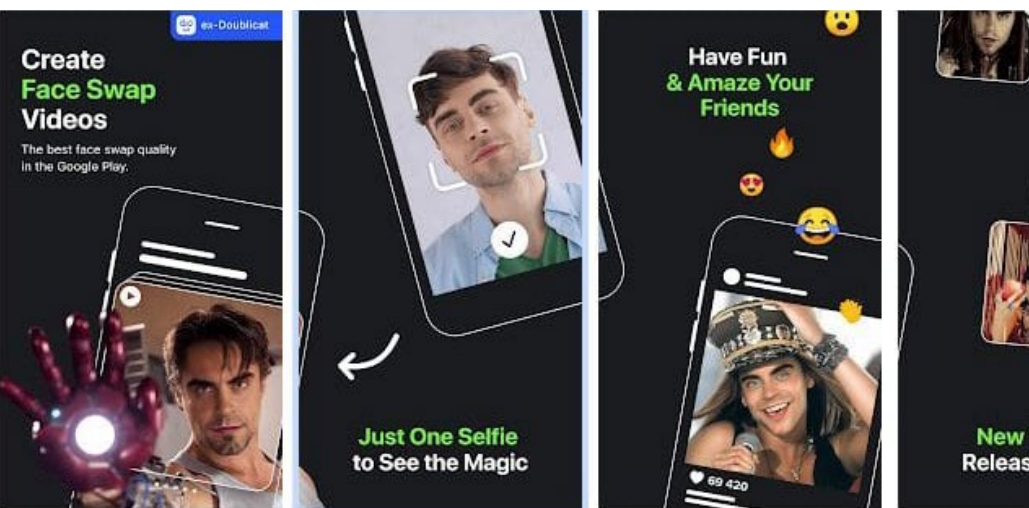 ex-Doublicat
Create
Face Swap
Videos
The best face swap quality
in the Google Play.
Just One Selfie
to See the Magic
Have Fun
& Amaze Your
Friends
69 420
New
Releas